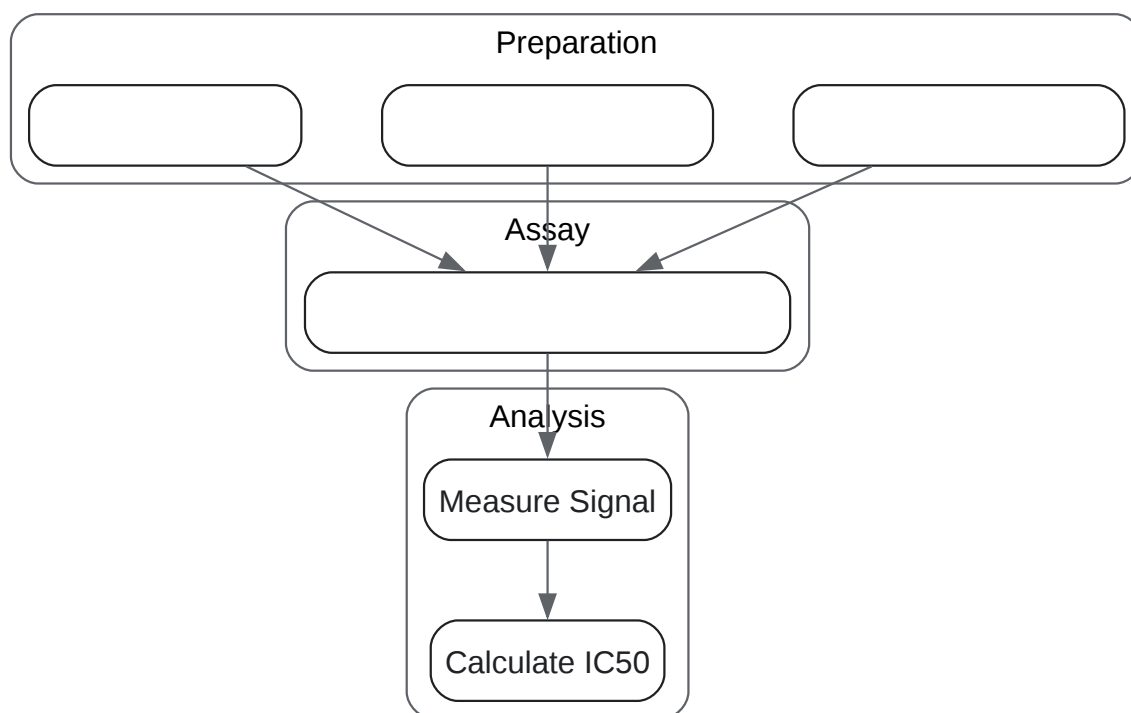 Preparation
Assay
Analysis
Measure Signal
Calculate IC50